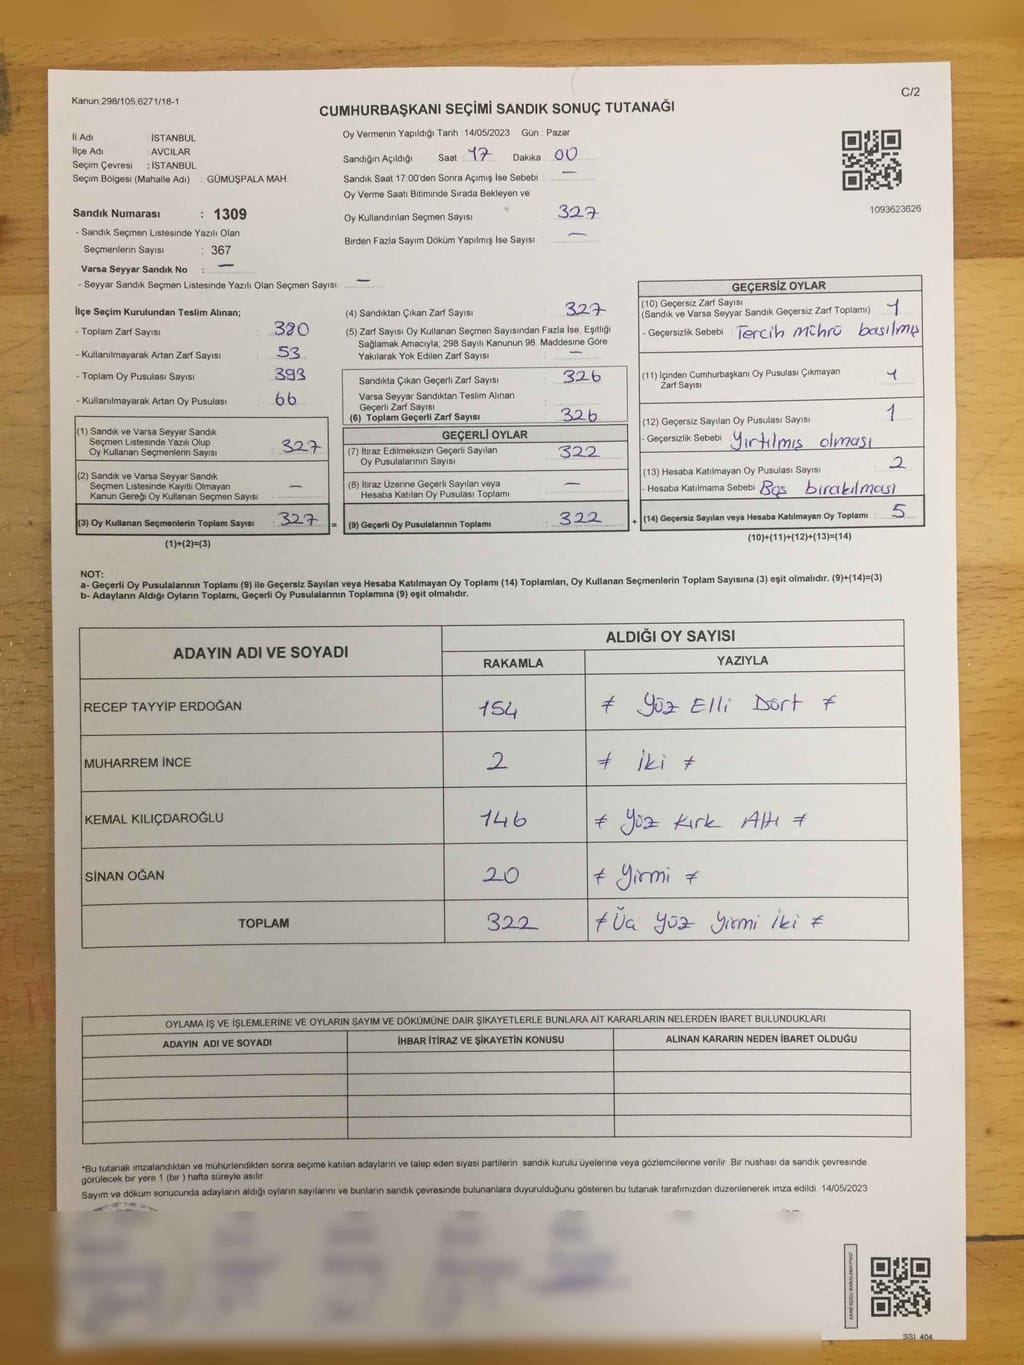 Kanun;298/105;6271/18-1
C/2
CUMHURBAŞKANI SEÇİMİ SANDIK SONUÇ TUTANAĞI
İl Adı İSTANBUL
İlçe Adı : AVCILAR
Seçim Çevresi : İSTANBUL
Seçim Bölgesi (Mahalle Adı) : GÜMÜŞPALA MAH.
Sandık Numarası : 1309
- Sandık Seçmen Listesinde Yazılı Olan
Seçmenlerin Sayısı : 367
Varsa Seyyar Sandık No : —
- Seyyar Sandık Seçmen Listesinde Yazılı Olan Seçmen Sayısı: —
Oy Vermenin Yapıldığı Tarih : 14/05/2023 Gün : Pazar
Sandığın Açıldığı Saat : 17 Dakika : 00
Sandık Saat 17:00'den Sonra Açımış İse Sebebi : —
Oy Verme Saati Bitiminde Sırada Bekleyen ve
Oy Kullandırılan Seçmen Sayısı : 327
Birden Fazla Sayım Döküm Yapılmış İse Sayısı : —
1093623626
İlçe Seçim Kurulundan Teslim Alınan;
- Toplam Zarf Sayısı : 380
- Kullanılmayarak Artan Zarf Sayısı : 53
- Toplam Oy Pusulası Sayısı : 393
- Kullanılmayarak Artan Oy Pusulası : 66
(1) Sandık ve Varsa Seyyar Sandık
Seçmen Listesinde Yazılı Olup
Oy Kullanan Seçmenlerin Sayısı : 327
(2) Sandık ve Varsa Seyyar Sandık
Seçmen Listesinde Kayıtlı Olmayan
Kanun Gereği Oy Kullanan Seçmen Sayısı : —
(3) Oy Kullanan Seçmenlerin Toplam Sayısı : 327 =
(1)+(2)=(3)
(4) Sandıktan Çıkan Zarf Sayısı : 327
(5) Zarf Sayısı Oy Kullanan Seçmen Sayısından Fazla İse, Eşitliği
Sağlamak Amacıyla; 298 Sayılı Kanunun 98. Maddesine Göre
Yakılarak Yok Edilen Zarf Sayısı : —
Sandıkta Çıkan Geçerli Zarf Sayısı : 326
Varsa Seyyar Sandıktan Teslim Alınan
Geçerli Zarf Sayısı :
(6) Toplam Geçerli Zarf Sayısı : 326
GEÇERLİ OYLAR
(7) İtiraz Edilmeksizin Geçerli Sayılan
Oy Pusulalarının Sayısı : 322
(8) İtiraz Üzerine Geçerli Sayılan veya
Hesaba Katılan Oy Pusulası Toplamı : —
(9) Geçerli Oy Pusulalarının Toplamı : 322 +
GEÇERSİZ OYLAR
(10) Geçersiz Zarf Sayısı
(Sandık ve Varsa Seyyar Sandık Geçersiz Zarf Toplamı) : 1
- Geçersizlik Sebebi : Tercih mührü basılmış
(11) İçinden Cumhurbaşkanı Oy Pusulası Çıkmayan
Zarf Sayısı : 1
(12) Geçersiz Sayılan Oy Pusulası Sayısı : 1
- Geçersizlik Sebebi : Yırtılmış olması
(13) Hesaba Katılmayan Oy Pusulası Sayısı : 2
- Hesaba Katılmama Sebebi : Boş bırakılması
(14) Geçersiz Sayılan veya Hesaba Katılmayan Oy Toplamı : 5
(10)+(11)+(12)+(13)=(14)
NOT:
a- Geçerli Oy Pusulalarının Toplamı (9) ile Geçersiz Sayılan veya Hesaba Katılmayan Oy Toplamı (14) Toplamları, Oy Kullanan Seçmenlerin Toplam Sayısına (3) eşit olmalıdır. (9)+(14)=(3)
b- Adayların Aldığı Oyların Toplamı, Geçerli Oy Pusulalarının Toplamına (9) eşit olmalıdır.
ADAYIN ADI VE SOYADI ALDIĞI OY SAYISI
RAKAMLA YAZIYLA
RECEP TAYYİP ERDOĞAN 154 ≠ Yüz Elli Dört ≠
MUHARREM İNCE 2 ≠ İki ≠
KEMAL KILIÇDAROĞLU 146 ≠ Yüz Kırk Altı ≠
SİNAN OĞAN 20 ≠ Yirmi ≠
TOPLAM 322 ≠ Üç yüz yirmi iki ≠
OYLAMA İŞ VE İŞLEMLERİNE VE OYLARIN SAYIM VE DÖKÜMÜNE DAİR ŞİKAYETLERLE BUNLARA AİT KARARLARIN NELERDEN İBARET BULUNDUKLARI
ADAYIN ADI VE SOYADI İHBAR İTİRAZ VE ŞİKAYETİN KONUSU ALINAN KARARIN NEDEN İBARET OLDUĞU
*Bu tutanak imzalandıktan ve mühürlendikten sonra seçime katılan adayların ve talep eden siyasi partilerin sandık kurulu üyelerine veya gözlemcilerine verilir. Bir nüshası da sandık çevresinde
görülecek bir yere 1 (bir ) hafta süreyle asılır.
Sayım ve döküm sonucunda adayların aldığı oyların sayılarını ve bunların sandık çevresinde bulunanlara duyurulduğunu gösteren bu tutanak tarafımızdan düzenlenerek imza edildi. 14/05/2023
SSİ 404